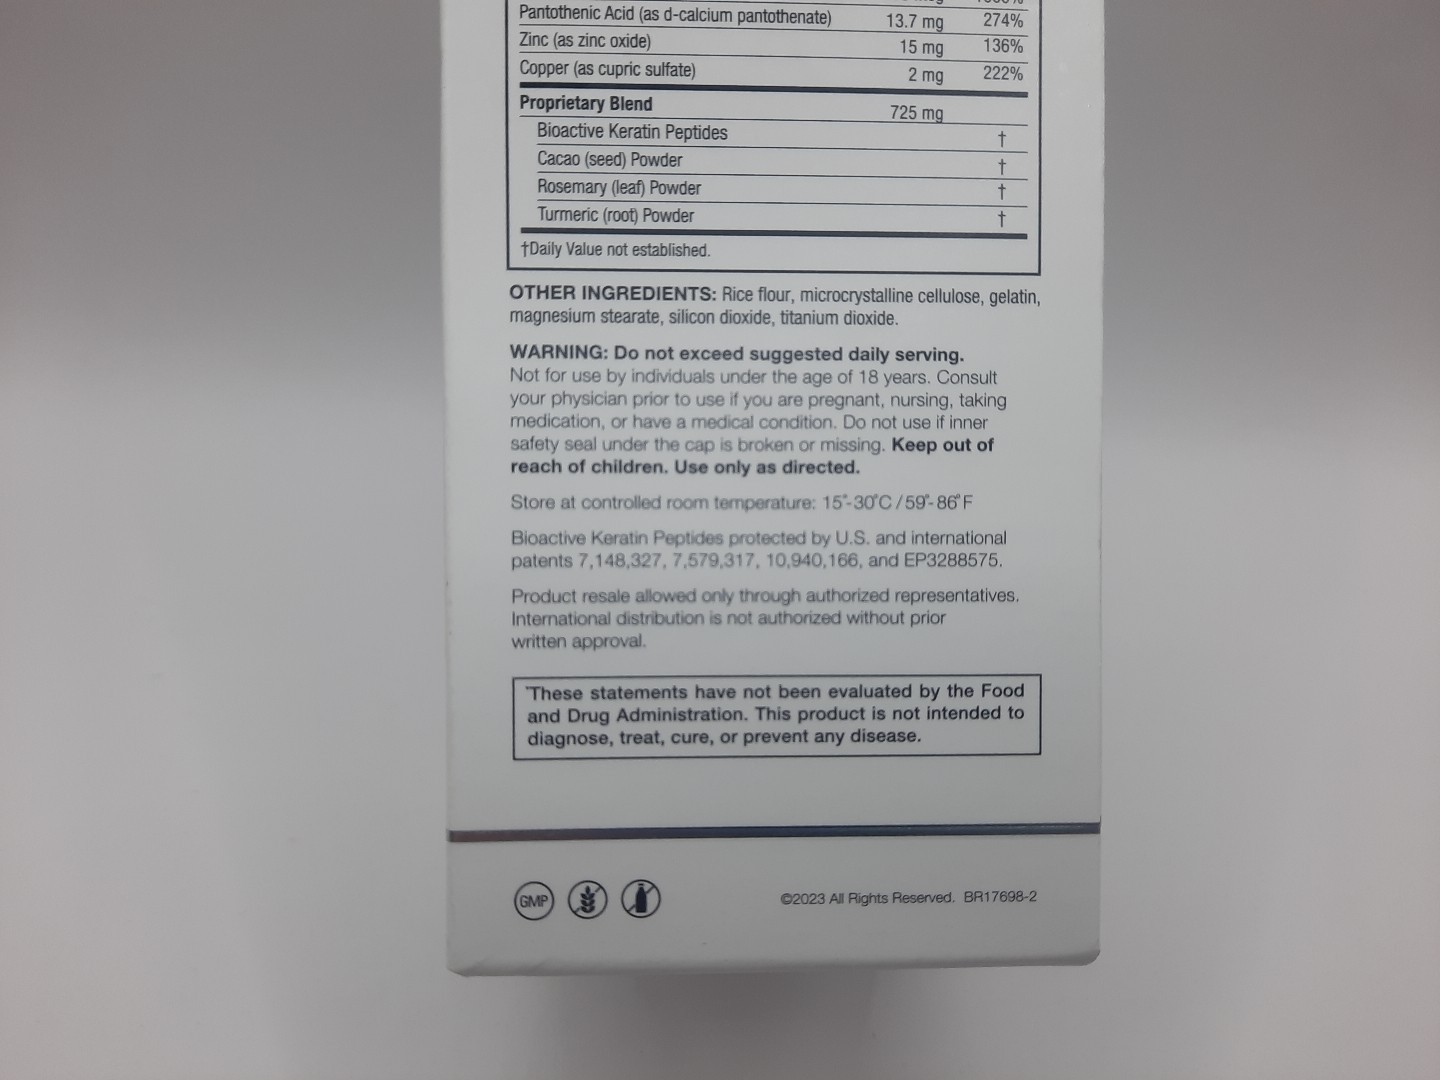 Pantothenic Acid (as d-calcium pantothenate) 13.7 mg 274%
Zinc (as zinc oxide) 15 mg 136%
Copper (as cupric sulfate) 2 mg 222%
Proprietary Blend 725 mg
Bioactive Keratin Peptides †
Cacao (seed) Powder †
Rosemary (leaf) Powder †
Turmeric (root) Powder †
†Daily Value not established.
OTHER INGREDIENTS: Rice flour, microcrystalline cellulose, gelatin,
magnesium stearate, silicon dioxide, titanium dioxide.
WARNING: Do not exceed suggested daily serving.
Not for use by individuals under the age of 18 years. Consult
your physician prior to use if you are pregnant, nursing, taking
medication, or have a medical condition. Do not use if inner
safety seal under the cap is broken or missing. Keep out of
reach of children. Use only as directed.
Store at controlled room temperature: 15°-30°C / 59°- 86°F
Bioactive Keratin Peptides protected by U.S. and international
patents 7,148,327, 7,579,317, 10,940,166, and EP3288575.
Product resale allowed only through authorized representatives.
International distribution is not authorized without prior
written approval.
*These statements have not been evaluated by the Food
and Drug Administration. This product is not intended to
diagnose, treat, cure, or prevent any disease.
GMP ©2023 All Rights Reserved. BR17698-2